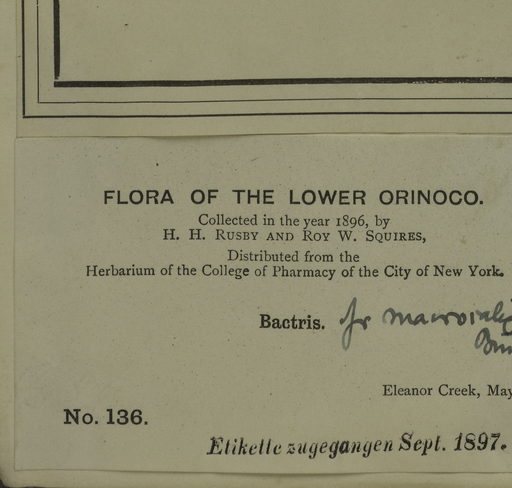 FLORA OF THE LOWER ORINOCO.
Collected in the year 1896, by
H. H. RUSBY AND ROY W. SQUIRES,
Distributed from the
Herbarium of the College of Pharmacy of the City of New York.
Bactris.
Eleanor Creek, May
No. 136.
Etikette zugegangen Sept. 1897.